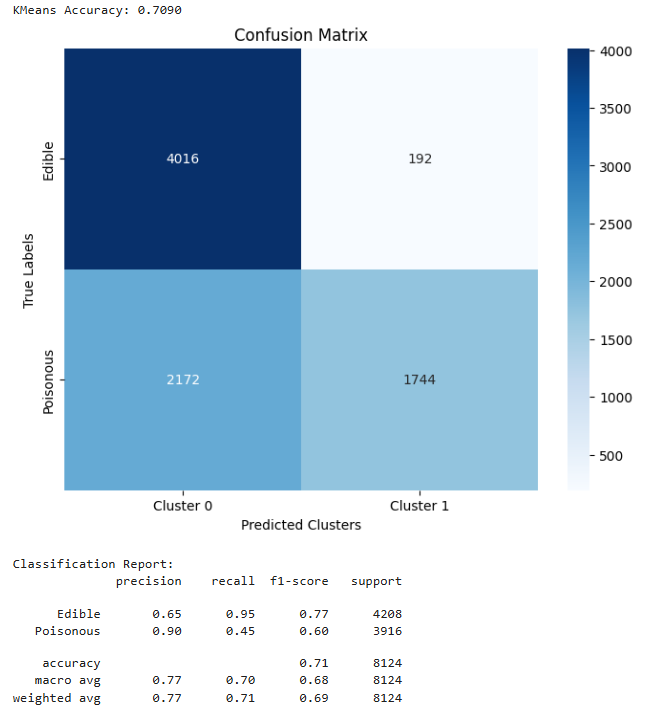 KMeans Accuracy: 0.7090
Confusion Matrix
4000
3500
3000
2500
2000
1500
1000
500
True Labels
Edible
4016 192
Poisonous
2172 1744
Cluster 0 Cluster 1
Predicted Clusters
Classification Report:
precision recall f1-score support
Edible 0.65 0.95 0.77 4208
Poisonous 0.90 0.45 0.60 3916
accuracy 0.71 8124
macro avg 0.77 0.70 0.68 8124
weighted avg 0.77 0.71 0.69 8124